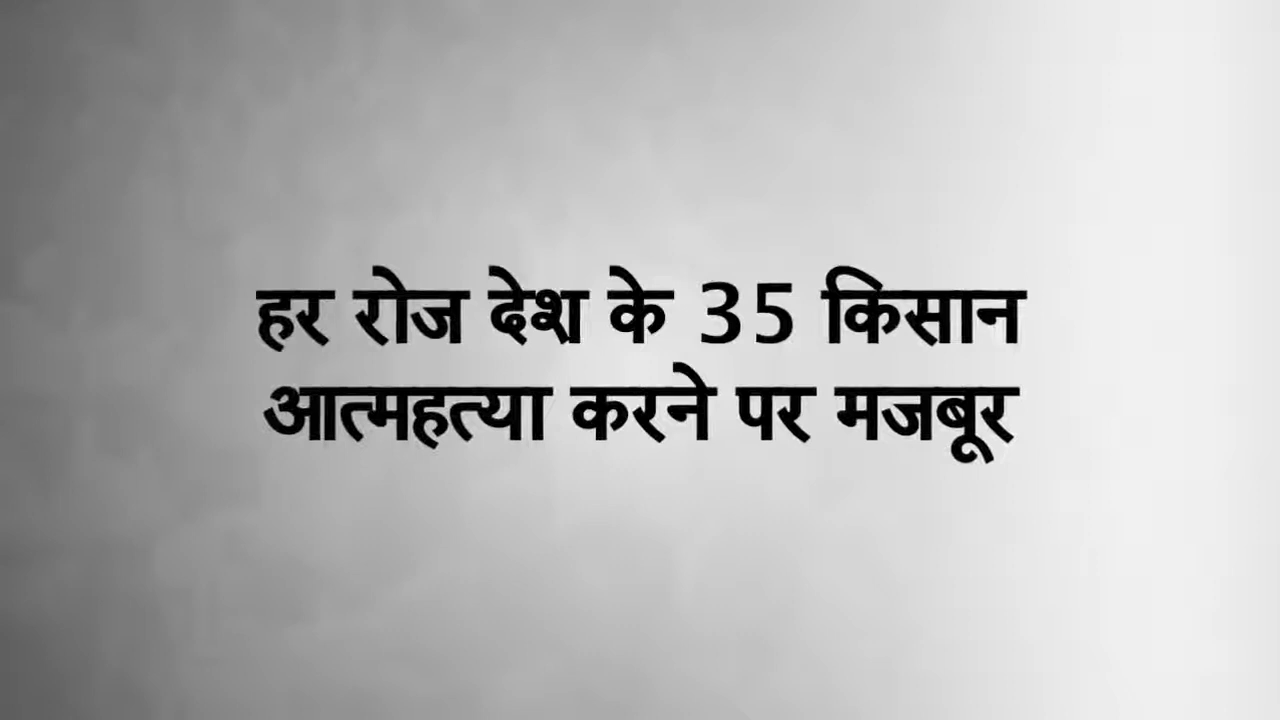 हर रोज देश के 35 किसान
आत्महत्या करने पर मजबूर